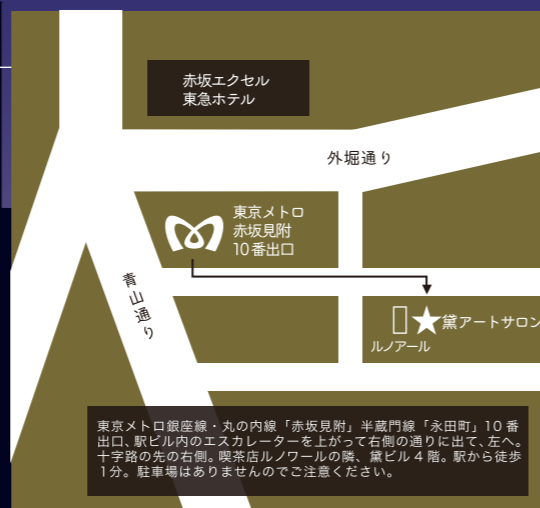 赤坂エクセル
東急ホテル
外堀通り
東京メトロ
赤坂見附
10番出口
青山通り
黛アートサロン
ルノアール
東京メトロ銀座線・丸の内線「赤坂見附」半蔵門線「永田町」10 番
出口、駅ビル内のエスカレーターを上がって右側の通りに出て、左へ。
十字路の先の右側。喫茶店ルノワールの隣、黛ビル 4 階。駅から徒歩
1分。駐車場はありませんのでご注意ください。